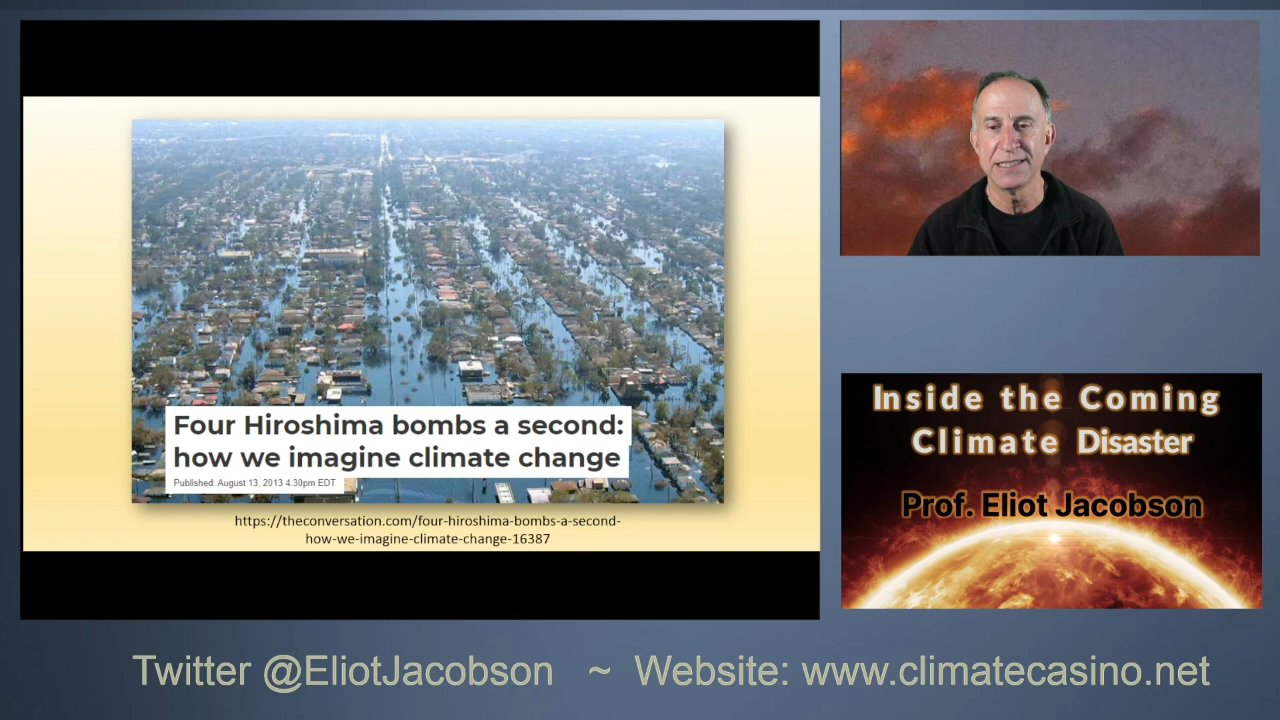 Four Hiroshima bombs a second:
how we imagine climate change
Published: August 13, 2013 4.30pm EDT
https://theconversation.com/four-hiroshima-bombs-a-second-
how-we-imagine-climate-change-16387
Inside the Coming
Climate Disaster
Prof. Eliot Jacobson
Twitter @EliotJacobson ~ Website: www.climatecasino.net